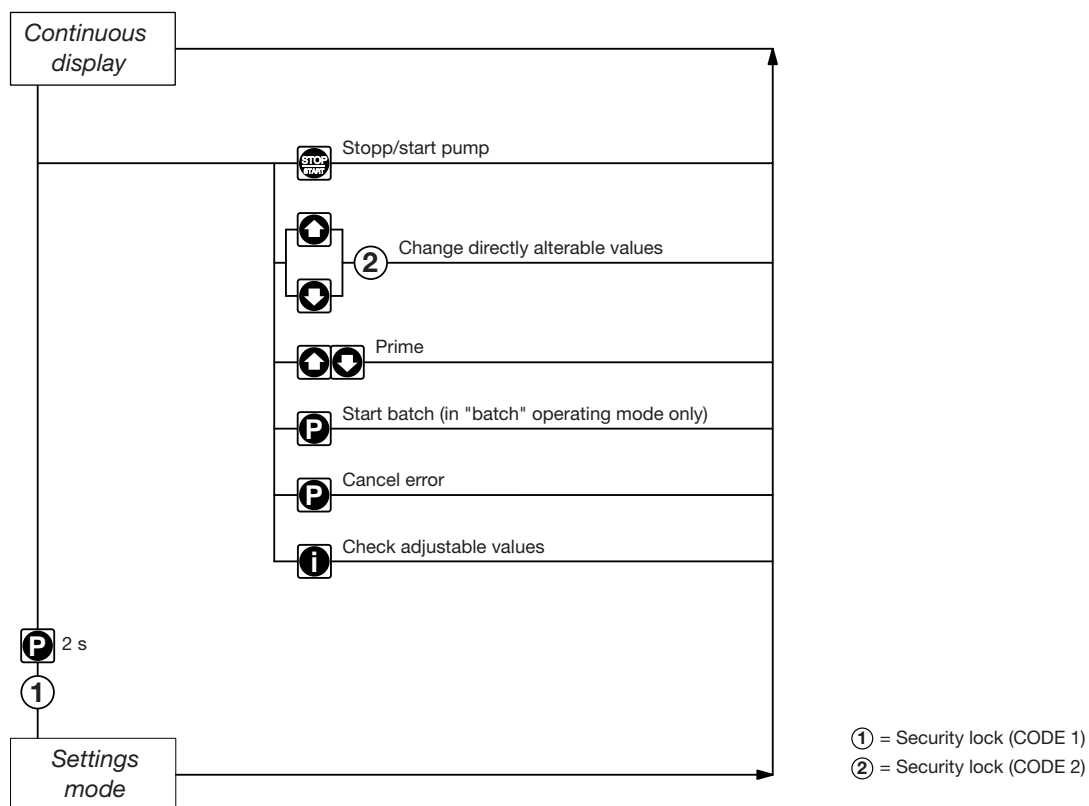 Continuous
display
STOP
START
Stopp/start pump
2
Change directly alterable values
Prime
P
Start batch (in "batch" operating mode only)
P
Cancel error
i
Check adjustable values
P
2 s
1
Settings
mode
1 = Security lock (CODE 1)
2 = Security lock (CODE 2)